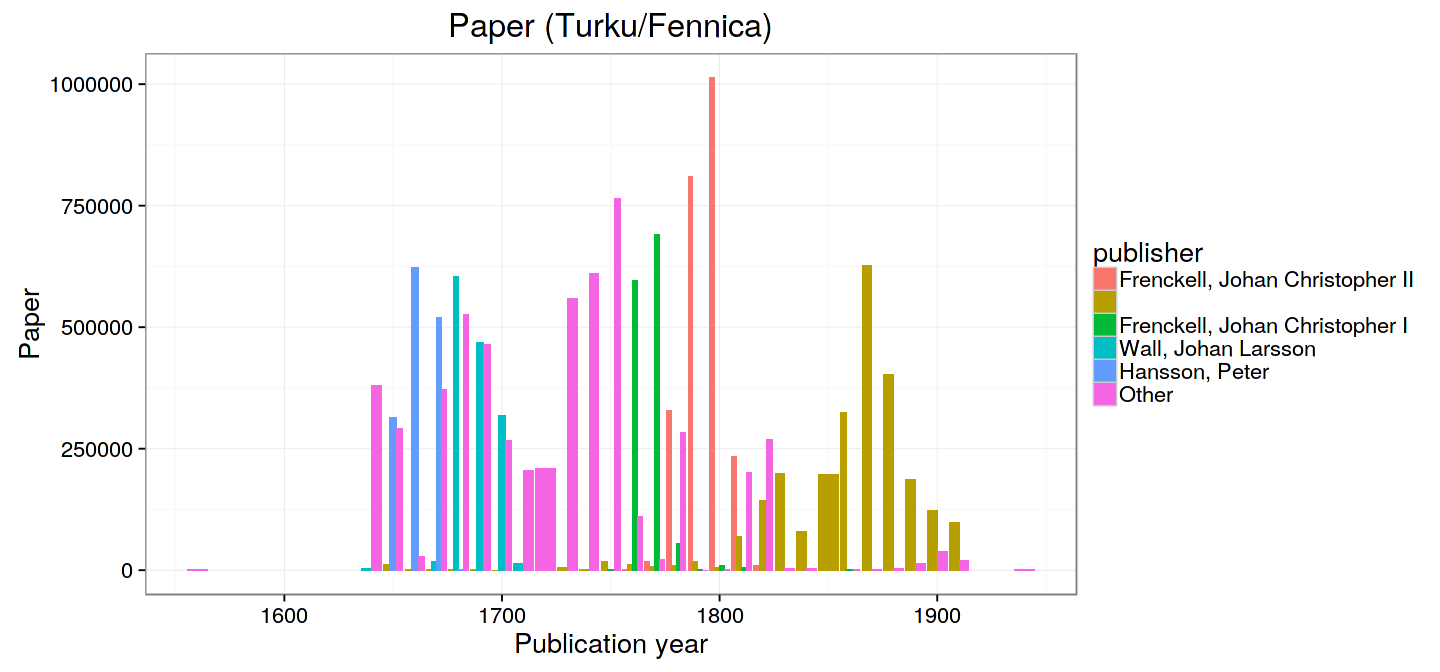 Paper (Turku/Fennica)
1000000
750000
500000
250000
0
Paper
1600 1700 1800 1900
Publication year
publisher
Frenckell, Johan Christopher II
Frenckell, Johan Christopher I
Wall, Johan Larsson
Hansson, Peter
Other